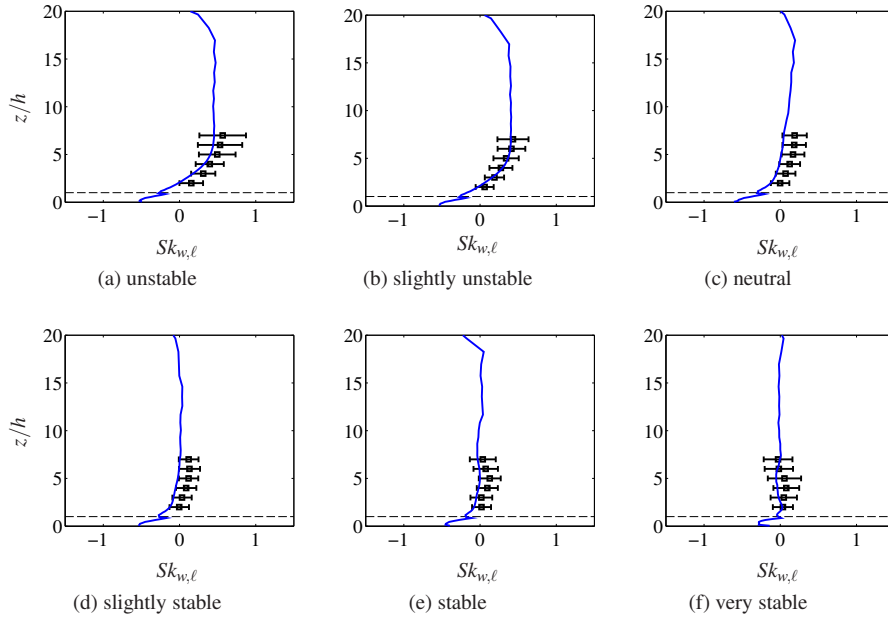 20
15
10
5
0
z/h
−1 0 1
Sk_{w,ℓ}
(a) unstable
20
15
10
5
0
−1 0 1
Sk_{w,ℓ}
(b) slightly unstable
20
15
10
5
0
−1 0 1
Sk_{w,ℓ}
(c) neutral
20
15
10
5
0
z/h
−1 0 1
Sk_{w,ℓ}
(d) slightly stable
20
15
10
5
0
−1 0 1
Sk_{w,ℓ}
(e) stable
20
15
10
5
0
−1 0 1
Sk_{w,ℓ}
(f) very stable